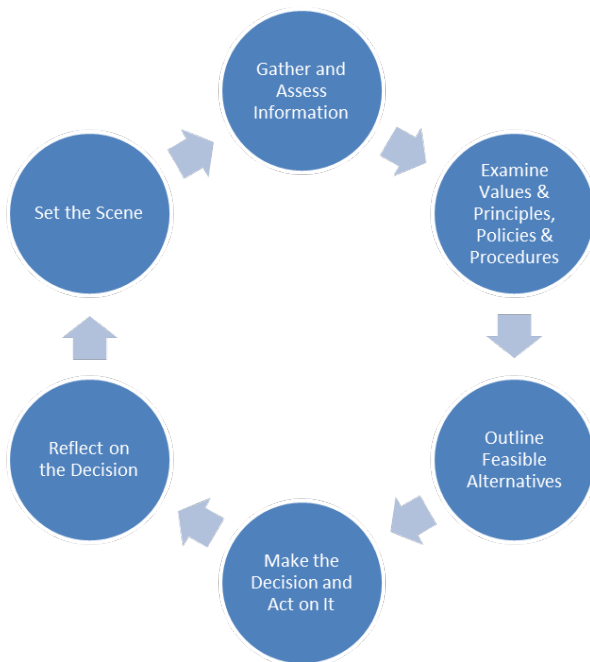 Gather and
Assess
Information
Examine
Values &
Principles,
Policies &
Procedures
Outline
Feasible
Alternatives
Make the
Decision and
Act on It
Reflect on
the Decision
Set the Scene